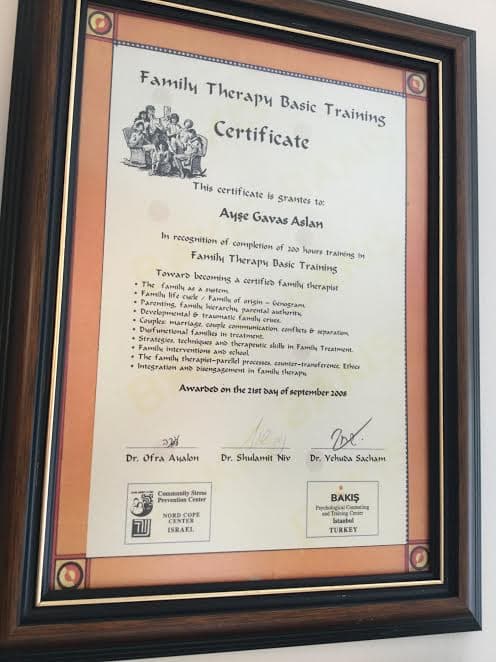 Family Therapy Basic Training
Certificate
This certificate is grantes to:
Ayşe Gavas Aslan
In recognition of completion of 200 hours training in
Family Therapy Basic Training
Toward becoming a certified family therapist
• The family as a system.
• Family life cycle / Family of origin - Genogram.
• Parenting, family hierarchy, parental authority.
• Developmental & traumatic family crises.
• Couples: marriage, couple communication, conflicts & separation.
• Dysfunctional families in treatment.
• Strategies, techniques and therapeutic skills in Family Treatment.
• Family interventions and school.
• The family therapist-parellel processes, counter-transference, Ethics
• Integration and disengagement in family therapy.
Awarded on the 21st day of september 2008
Dr. Ofra Ayalon Dr. Shulamit Niv Dr. Yehuda Sacham
Community Stress
Prevention Center
NORD COPE
CENTER
ISRAEL
BAKIŞ
Psychological Counseling
and Training Center
Istanbul
TURKEY